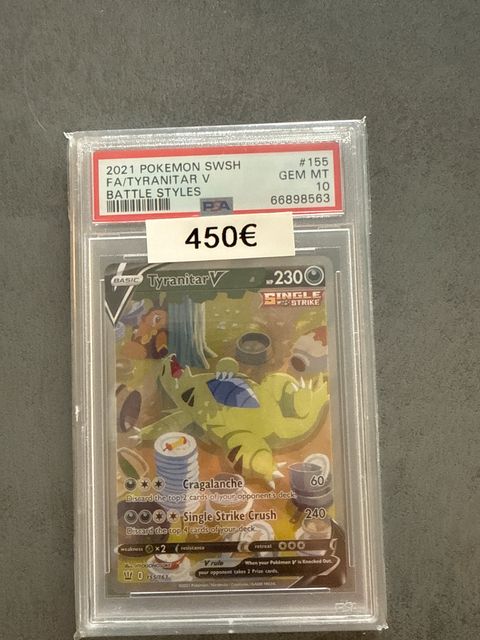 2021 POKEMON SWSH #155
FA/TYRANITAR V GEM MT
BATTLE STYLES 10
PSA 66898563
450€
BASIC Tyranitar V HP 230
SINGLE STRIKE
Cragalanche 60
Discard the top 2 cards of your opponent's deck.
Single Strike Crush 240
Discard the top 4 cards of your deck.
weakness ×2 resistance retreat
V rule When your Pokémon V is Knocked Out,
your opponent takes 2 Prize cards.
155/163